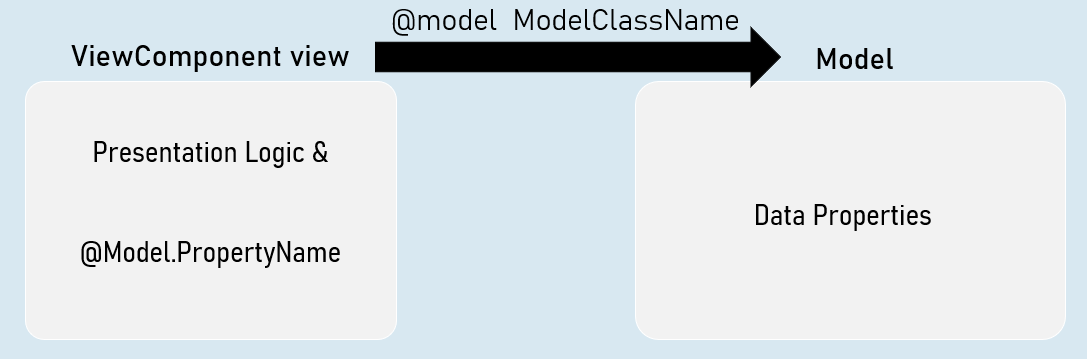 @model ModelClassName
ViewComponent view
Model
Presentation Logic &
@Model.PropertyName
Data Properties